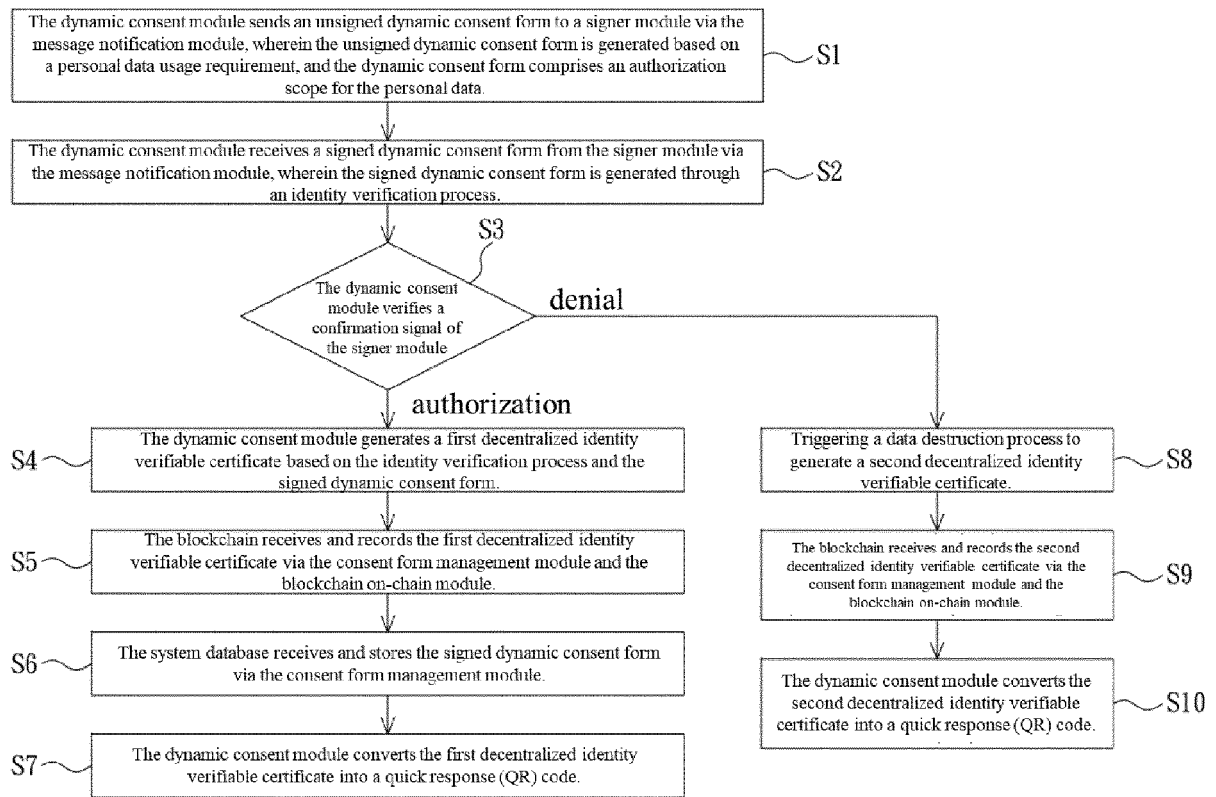 The dynamic consent module sends an unsigned dynamic consent form to a signer module via the
message notification module, wherein the unsigned dynamic consent form is generated based on
a personal data usage requirement, and the dynamic consent form comprises an authorization
scope for the personal data.
S1
The dynamic consent module receives a signed dynamic consent form from the signer module via
the message notification module, wherein the signed dynamic consent form is generated through
an identity verification process.
S2
S3
The dynamic consent
module verifies a
confirmation signal of
the signer module
denial
authorization
S4
The dynamic consent module generates a first decentralized identity
verifiable certificate based on the identity verification process and the
signed dynamic consent form.
Triggering a data destruction process to
generate a second decentralized identity
verifiable certificate.
S8
S5
The blockchain receives and records the first decentralized identity
verifiable certificate via the consent form management module and the
blockchain on-chain module.
The blockchain receives and records the second
decentralized identity verifiable certificate via the
consent form management module and the
blockchain on-chain module.
S9
S6
The system database receives and stores the signed dynamic consent form
via the consent form management module.
The dynamic consent module converts the
second decentralized identity verifiable
certificate into a quick response (QR) code.
S10
S7
The dynamic consent module converts the first decentralized identity
verifiable certificate into a quick response (QR) code.